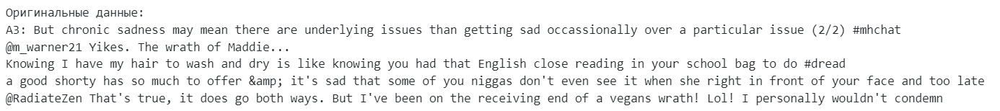 Оригинальные данные:
A3: But chronic sadness may mean there are underlying issues than getting sad occassionally over a particular issue (2/2) #mhchat
@m_warner21 Yikes. The wrath of Maddie...
Knowing I have my hair to wash and dry is like knowing you had that English close reading in your school bag to do #dread
a good shorty has so much to offer &amp; it's sad that some of you niggas don't even see it when she right in front of your face and too late
@RadiateZen That's true, it does go both ways. But I've been on the receiving end of a vegans wrath! Lol! I personally wouldn't condemn